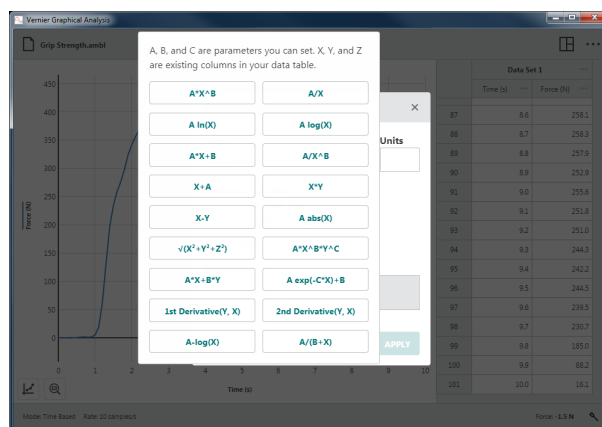 Vernier Graphical Analysis
Grip Strength.ambl
A, B, and C are parameters you can set. X, Y, and Z
are existing columns in your data table.
A*X^B
A/X
A ln(X)
A log(X)
A*X+B
A/X^B
X+A
X*Y
X-Y
A abs(X)
√(X²+Y²+Z²)
A*X^B*Y^C
A*X+B*Y
A exp(-C*X)+B
1st Derivative(Y, X)
2nd Derivative(Y, X)
A-log(X)
A/(B+X)
Units
APPLY
Force (N)
450
400
350
300
250
200
150
100
50
0
0 1 2 3 4 5 6 7 8 9 10
Time (s)
Data Set 1
Time (s) Force (N)
87 8.6 258.1
88 8.7 258.3
89 8.8 257.9
90 8.9 252.9
91 9.0 255.6
92 9.1 251.8
93 9.2 251.0
94 9.3 244.3
95 9.4 242.2
96 9.5 244.5
97 9.6 239.5
98 9.7 230.7
99 9.8 185.0
100 9.9 88.2
101 10.0 16.1
Mode: Time Based Rate: 10 samples/s
Force: -1.5 N